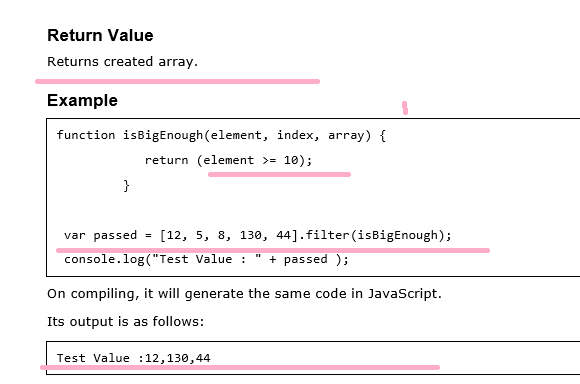 Return Value
Returns created array.
Example
function isBigEnough(element, index, array) {
return (element >= 10);
}
var passed = [12, 5, 8, 130, 44].filter(isBigEnough);
console.log("Test Value : " + passed );
On compiling, it will generate the same code in JavaScript.
Its output is as follows:
Test Value :12,130,44